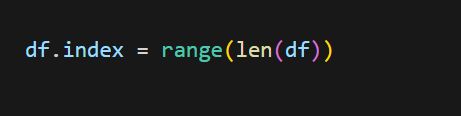 df.index = range(len(df))